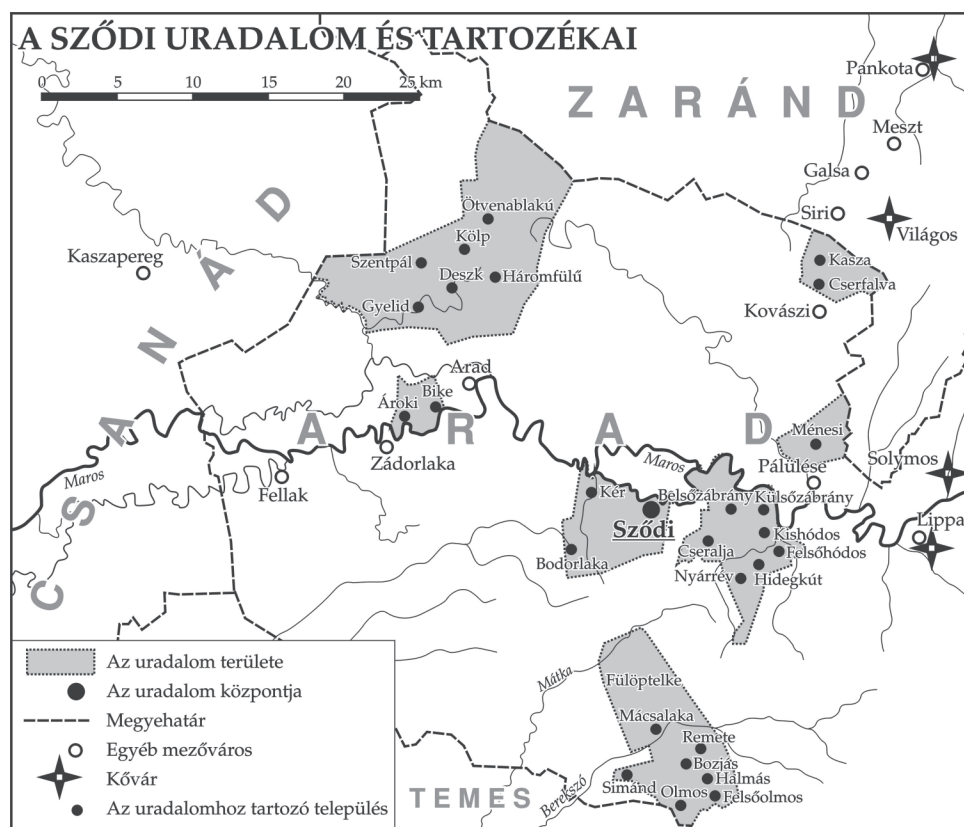 A SZŐDI URADALOM ÉS TARTOZÉKAI
0 5 10 15 20 25 km
ZARÁND
Pankota
Meszt
Galsa
Siri
Világos
Ötvenablakú
Kölp
Szentpál
Deszk
Háromfülű
Gyelid
Kaszapereg
Kasza
Cserfalva
Kovászi
CSANÁD
Arad
Bike
Ároki
ARAD
Zádorlaka
Fellak
Maros
Ménesi
Pálülése
Solymos
Lippa
Maros
Kér
Belsőzábrány
Külsőzábrány
Sződi
Kishódos
Cseralja
Felsőhódos
Bodorlaka
Nyárrév
Hidegkút
Mátka
Fülöptelke
Mácsalaka
Remete
Bozjás
Halmás
Simánd
Olmos
Felsőolmos
Berekszó
TEMES
Az uradalom területe
Az uradalom központja
Megyehatár
Egyéb mezőváros
Kővár
Az uradalomhoz tartozó település